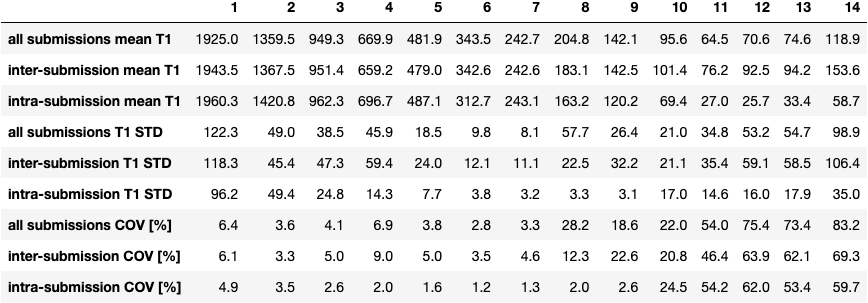 1 2 3 4 5 6 7 8 9 10 11 12 13 14
all submissions mean T1 1925.0 1359.5 949.3 669.9 481.9 343.5 242.7 204.8 142.1 95.6 64.5 70.6 74.6 118.9
inter-submission mean T1 1943.5 1367.5 951.4 659.2 479.0 342.6 242.6 183.1 142.5 101.4 76.2 92.5 94.2 153.6
intra-submission mean T1 1960.3 1420.8 962.3 696.7 487.1 312.7 243.1 163.2 120.2 69.4 27.0 25.7 33.4 58.7
all submissions T1 STD 122.3 49.0 38.5 45.9 18.5 9.8 8.1 57.7 26.4 21.0 34.8 53.2 54.7 98.9
inter-submission T1 STD 118.3 45.4 47.3 59.4 24.0 12.1 11.1 22.5 32.2 21.1 35.4 59.1 58.5 106.4
intra-submission T1 STD 96.2 49.4 24.8 14.3 7.7 3.8 3.2 3.3 3.1 17.0 14.6 16.0 17.9 35.0
all submissions COV [%] 6.4 3.6 4.1 6.9 3.8 2.8 3.3 28.2 18.6 22.0 54.0 75.4 73.4 83.2
inter-submission COV [%] 6.1 3.3 5.0 9.0 5.0 3.5 4.6 12.3 22.6 20.8 46.4 63.9 62.1 69.3
intra-submission COV [%] 4.9 3.5 2.6 2.0 1.6 1.2 1.3 2.0 2.6 24.5 54.2 62.0 53.4 59.7